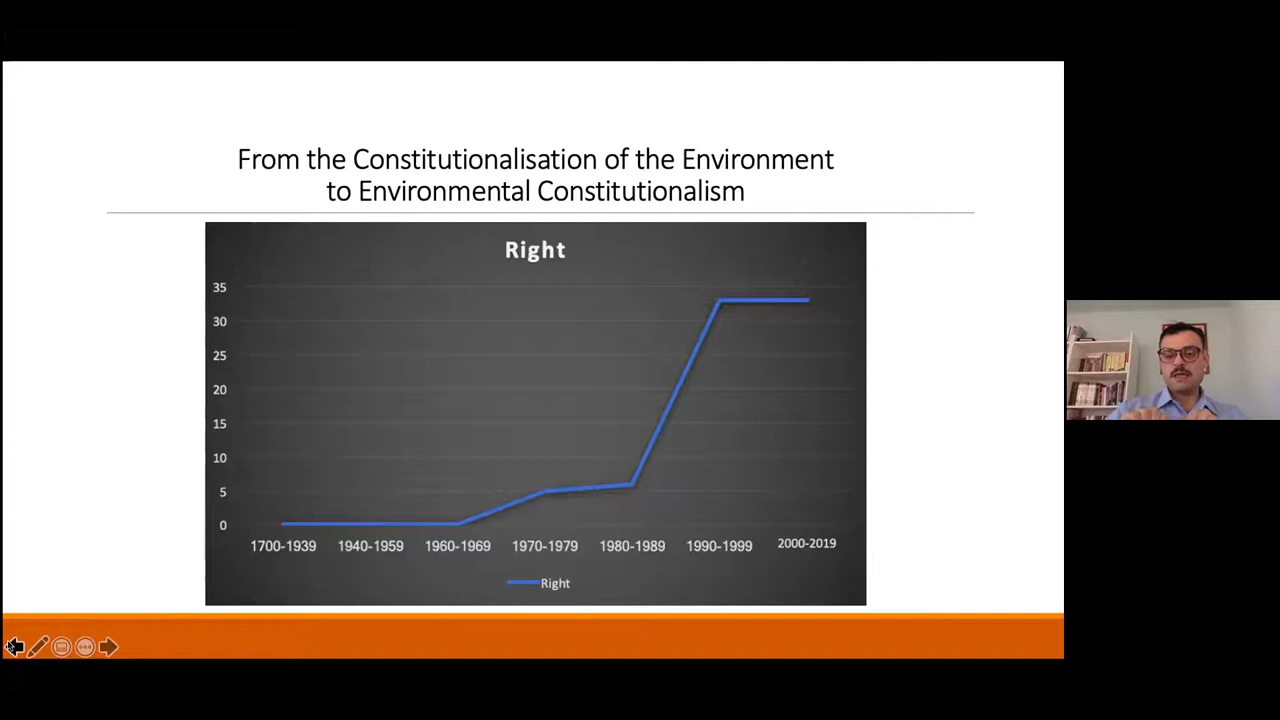 From the Constitutionalisation of the Environment
to Environmental Constitutionalism
Right
35
30
25
20
15
10
5
0
1700-1939 1940-1959 1960-1969 1970-1979 1980-1989 1990-1999 2000-2019
Right